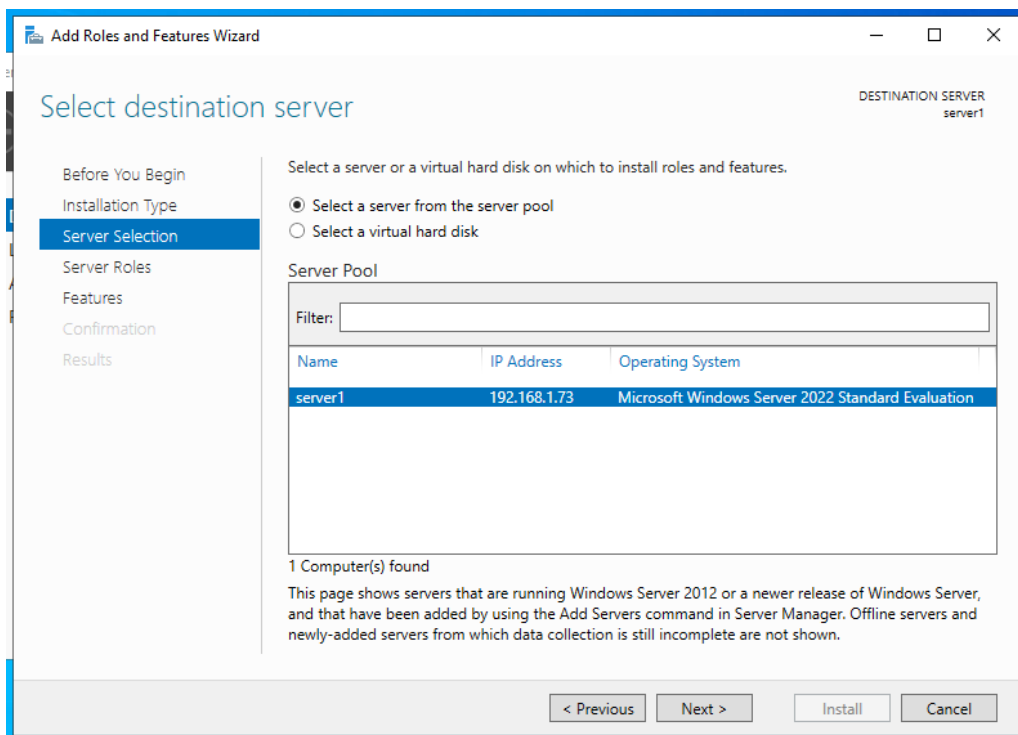 Add Roles and Features Wizard
Select destination server
DESTINATION SERVER
server1
Before You Begin
Installation Type
Server Selection
Server Roles
Features
Confirmation
Results
Select a server or a virtual hard disk on which to install roles and features.
Select a server from the server pool
Select a virtual hard disk
Server Pool
Filter:
Name IP Address Operating System
server1 192.168.1.73 Microsoft Windows Server 2022 Standard Evaluation
1 Computer(s) found
This page shows servers that are running Windows Server 2012 or a newer release of Windows Server,
and that have been added by using the Add Servers command in Server Manager. Offline servers and
newly-added servers from which data collection is still incomplete are not shown.
< Previous Next > Install Cancel